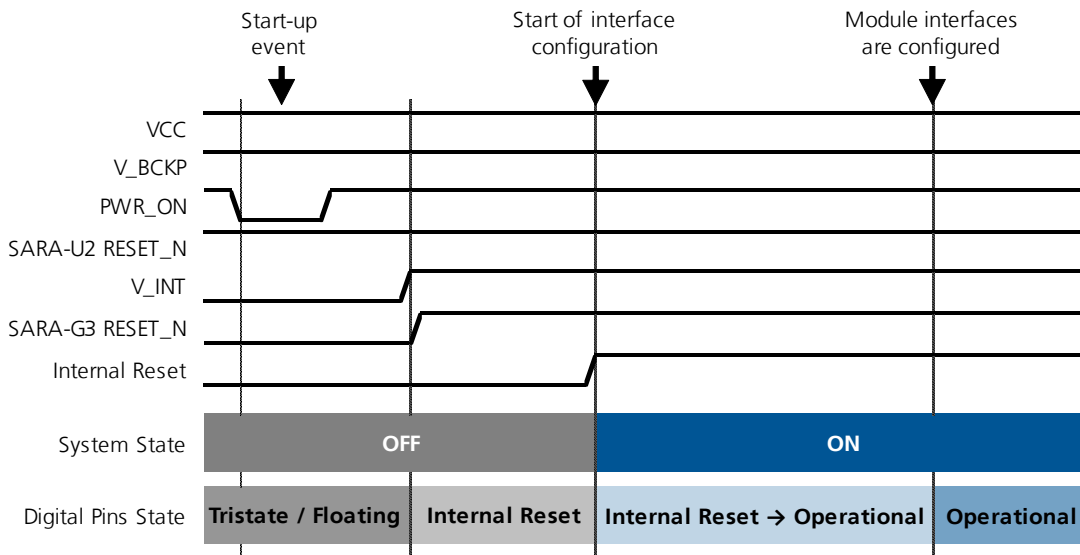 Start-up
event
Start of interface
configuration
Module interfaces
are configured
VCC
V_BCKP
PWR_ON
SARA-U2 RESET_N
V_INT
SARA-G3 RESET_N
Internal Reset
System State OFF ON
Digital Pins State Tristate / Floating Internal Reset Internal Reset → Operational Operational